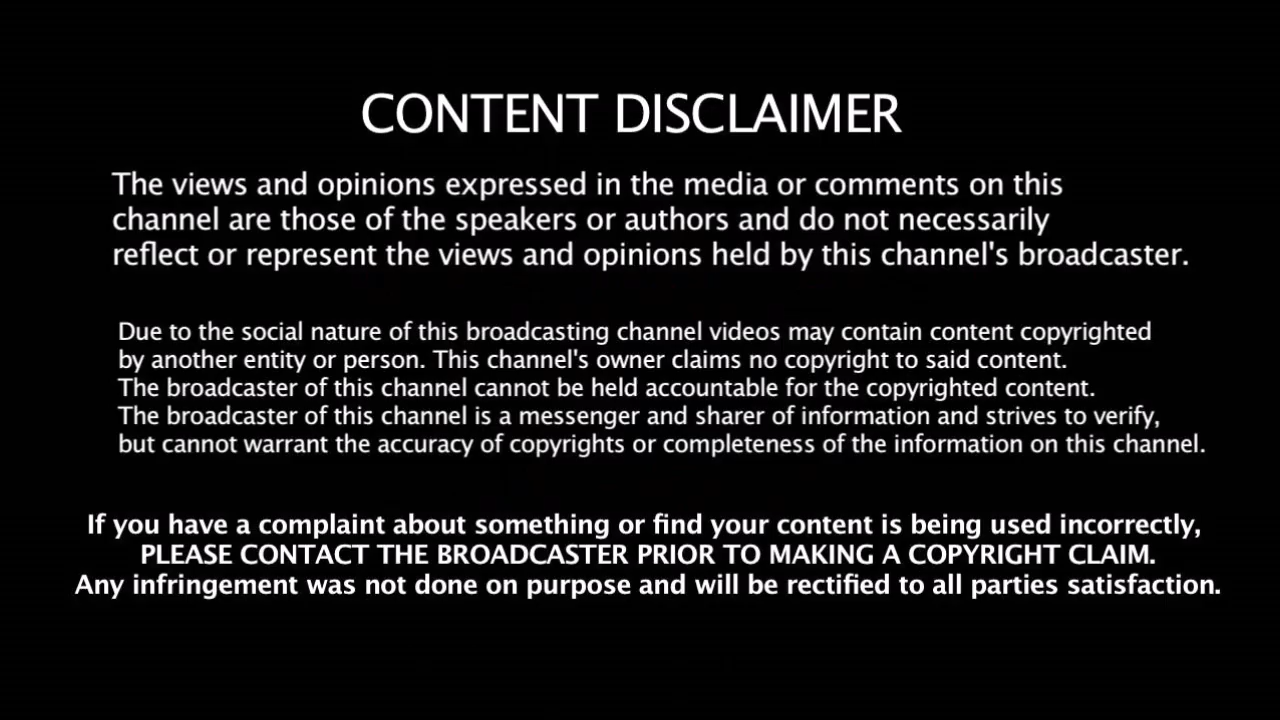 CONTENT DISCLAIMER
The views and opinions expressed in the media or comments on this
channel are those of the speakers or authors and do not necessarily
reflect or represent the views and opinions held by this channel's broadcaster.
Due to the social nature of this broadcasting channel videos may contain content copyrighted
by another entity or person. This channel's owner claims no copyright to said content.
The broadcaster of this channel cannot be held accountable for the copyrighted content.
The broadcaster of this channel is a messenger and sharer of information and strives to verify,
but cannot warrant the accuracy of copyrights or completeness of the information on this channel.
If you have a complaint about something or find your content is being used incorrectly,
PLEASE CONTACT THE BROADCASTER PRIOR TO MAKING A COPYRIGHT CLAIM.
Any infringement was not done on purpose and will be rectified to all parties satisfaction.